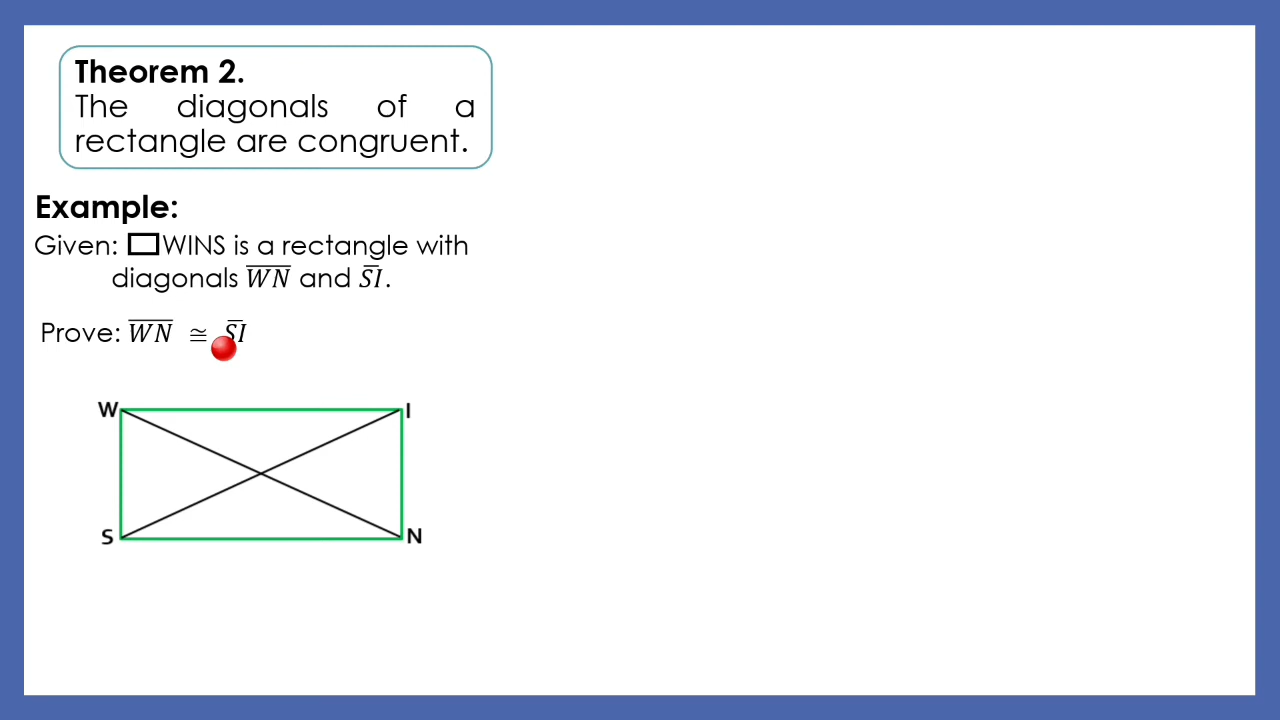 Theorem 2.
The diagonals of a
rectangle are congruent.
Example:
Given: ▭WINS is a rectangle with
diagonals W̅N̅ and S̅I̅.
Prove: W̅N̅ ≅ S̅I̅
W I
S N